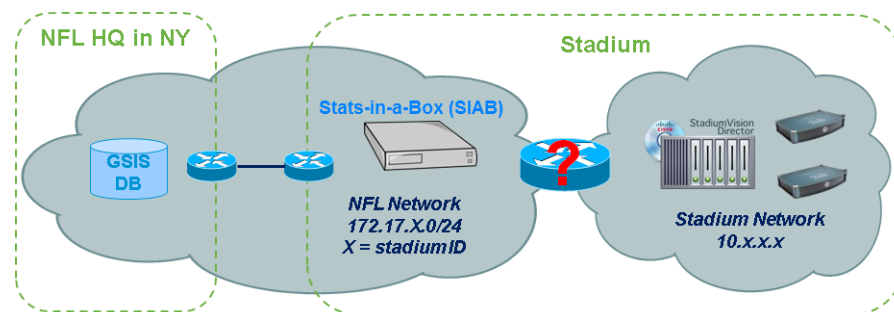 NFL HQ in NY
Stadium
Stats-in-a-Box (SIAB)
GSIS
DB
?
NFL Network
172.17.X.0/24
X = stadiumID
CISCO
StadiumVision
Director
Stadium Network
10.x.x.x